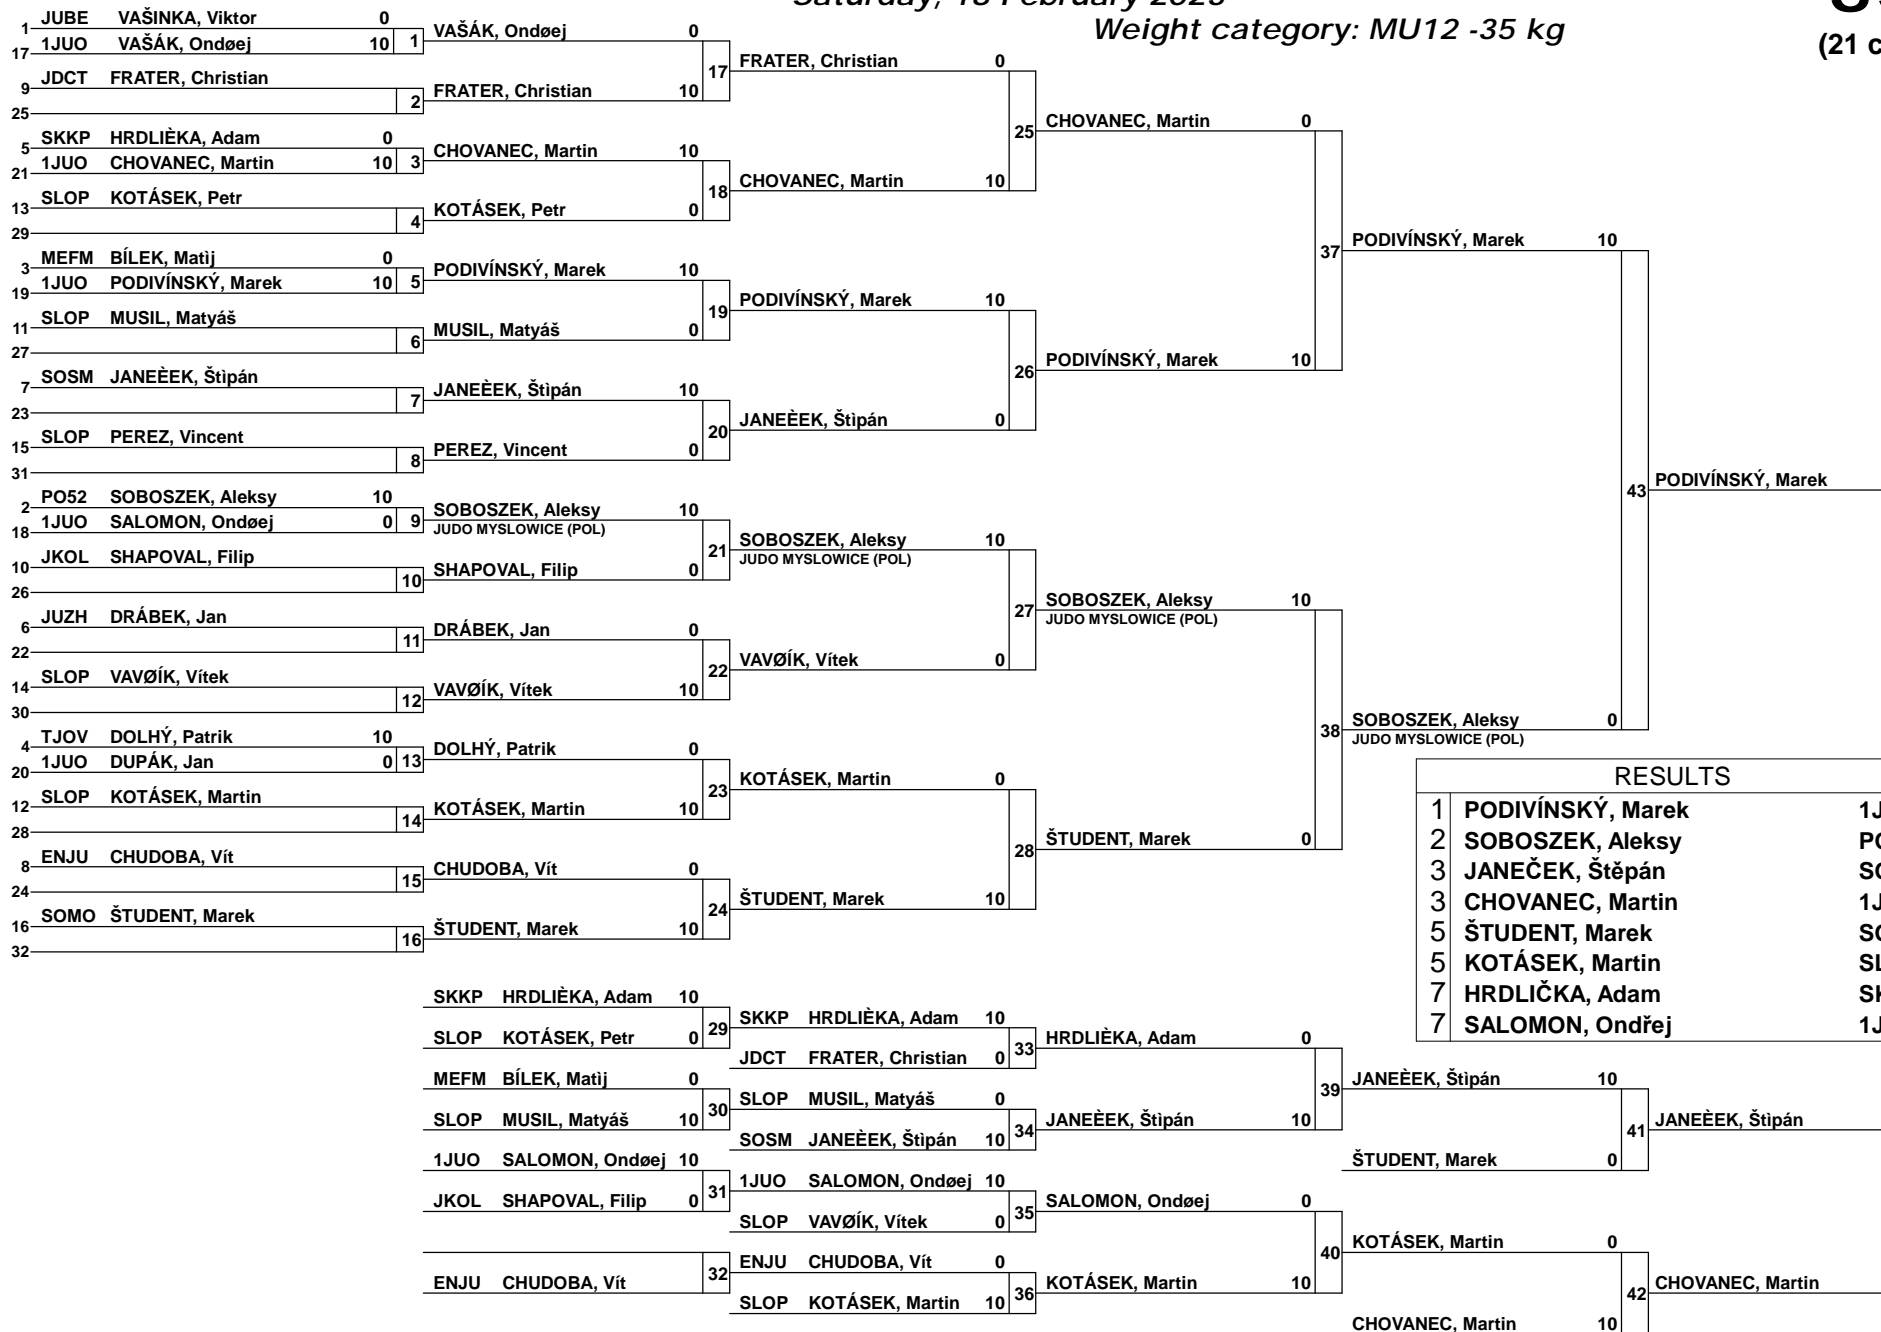 Weight category: MU12 -35 kg
(21 c
1 JUBE VAŠINKA, Viktor 0
17 1JUO VAŠÁK, Ondøej 10 1
9 JDCT FRATER, Christian
25 2
5 SKKP HRDLIÈKA, Adam 0
21 1JUO CHOVANEC, Martin 10 3
13 SLOP KOTÁSEK, Petr
29 4
3 MEFM BÍLEK, Matìj 0
19 1JUO PODIVÍNSKÝ, Marek 10 5
11 SLOP MUSIL, Matyáš
27 6
7 SOSM JANEÈEK, Štìpán
23 7
15 SLOP PEREZ, Vincent
31 8
2 PO52 SOBOSZEK, Aleksy 10
18 1JUO SALOMON, Ondøej 0 9
10 JKOL SHAPOVAL, Filip
26 10
6 JUZH DRÁBEK, Jan
22 11
14 SLOP VAVØÍK, Vítek
30 12
4 TJOV DOLHÝ, Patrik 10
20 1JUO DUPÁK, Jan 0 13
12 SLOP KOTÁSEK, Martin
28 14
8 ENJU CHUDOBA, Vít
24 15
16 SOMO ŠTUDENT, Marek
32 16
VAŠÁK, Ondøej 0
17
FRATER, Christian 10
CHOVANEC, Martin 10
18
KOTÁSEK, Petr 0
PODIVÍNSKÝ, Marek 10
19
MUSIL, Matyáš 0
JANEÈEK, Štìpán 10
20
PEREZ, Vincent 0
SOBOSZEK, Aleksy 10
JUDO MYSLOWICE (POL)
21
SHAPOVAL, Filip 0
DRÁBEK, Jan 0
22
VAVØÍK, Vítek 10
DOLHÝ, Patrik 0
23
KOTÁSEK, Martin 10
CHUDOBA, Vít 0
24
ŠTUDENT, Marek 10
FRATER, Christian 0
25
CHOVANEC, Martin 10
PODIVÍNSKÝ, Marek 10
26
JANEÈEK, Štìpán 0
SOBOSZEK, Aleksy 10
JUDO MYSLOWICE (POL)
27
VAVØÍK, Vítek 0
KOTÁSEK, Martin 0
28
ŠTUDENT, Marek 10
CHOVANEC, Martin 0
37
PODIVÍNSKÝ, Marek 10
SOBOSZEK, Aleksy 10
JUDO MYSLOWICE (POL)
38
ŠTUDENT, Marek 0
PODIVÍNSKÝ, Marek 10
43
SOBOSZEK, Aleksy 0
JUDO MYSLOWICE (POL)
PODIVÍNSKÝ, Marek
RESULTS
1 PODIVÍNSKÝ, Marek 1J
2 SOBOSZEK, Aleksy PO
3 JANEČEK, Štěpán SO
3 CHOVANEC, Martin 1J
5 ŠTUDENT, Marek SO
5 KOTÁSEK, Martin SL
7 HRDLIČKA, Adam SK
7 SALOMON, Ondřej 1J
SKKP HRDLIÈKA, Adam 10
29
SLOP KOTÁSEK, Petr 0
MEFM BÍLEK, Matìj 0
30
SLOP MUSIL, Matyáš 10
1JUO SALOMON, Ondøej 10
31
JKOL SHAPOVAL, Filip 0
32
ENJU CHUDOBA, Vít
SKKP HRDLIÈKA, Adam 10
33
JDCT FRATER, Christian 0
SLOP MUSIL, Matyáš 0
34
SOSM JANEÈEK, Štìpán 10
1JUO SALOMON, Ondøej 10
35
SLOP VAVØÍK, Vítek 0
ENJU CHUDOBA, Vít 0
36
SLOP KOTÁSEK, Martin 10
HRDLIÈKA, Adam 0
39
JANEÈEK, Štìpán 10
SALOMON, Ondøej 0
40
KOTÁSEK, Martin 10
JANEÈEK, Štìpán 10
41
ŠTUDENT, Marek 0
KOTÁSEK, Martin 0
42
CHOVANEC, Martin 10
JANEÈEK, Štìpán
CHOVANEC, Martin